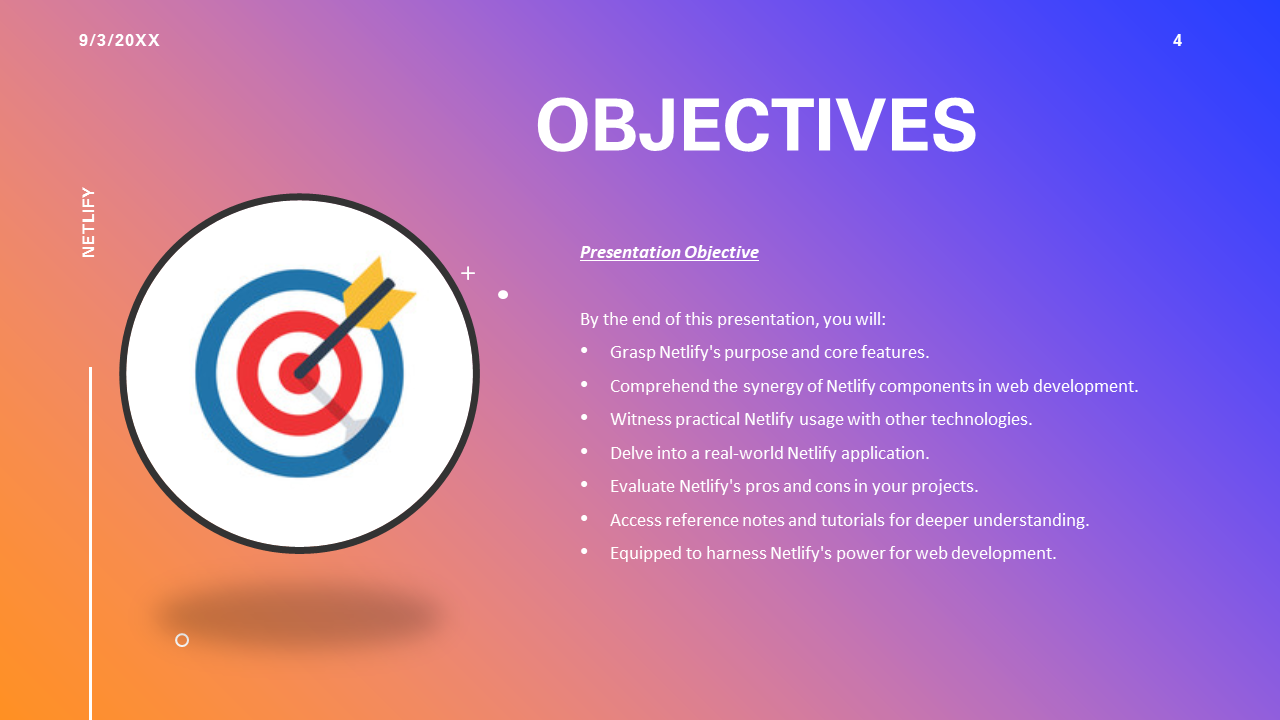 9/3/20XX
4
OBJECTIVES
NETLIFY
Presentation Objective
By the end of this presentation, you will:
• Grasp Netlify's purpose and core features.
• Comprehend the synergy of Netlify components in web development.
• Witness practical Netlify usage with other technologies.
• Delve into a real-world Netlify application.
• Evaluate Netlify's pros and cons in your projects.
• Access reference notes and tutorials for deeper understanding.
• Equipped to harness Netlify's power for web development.